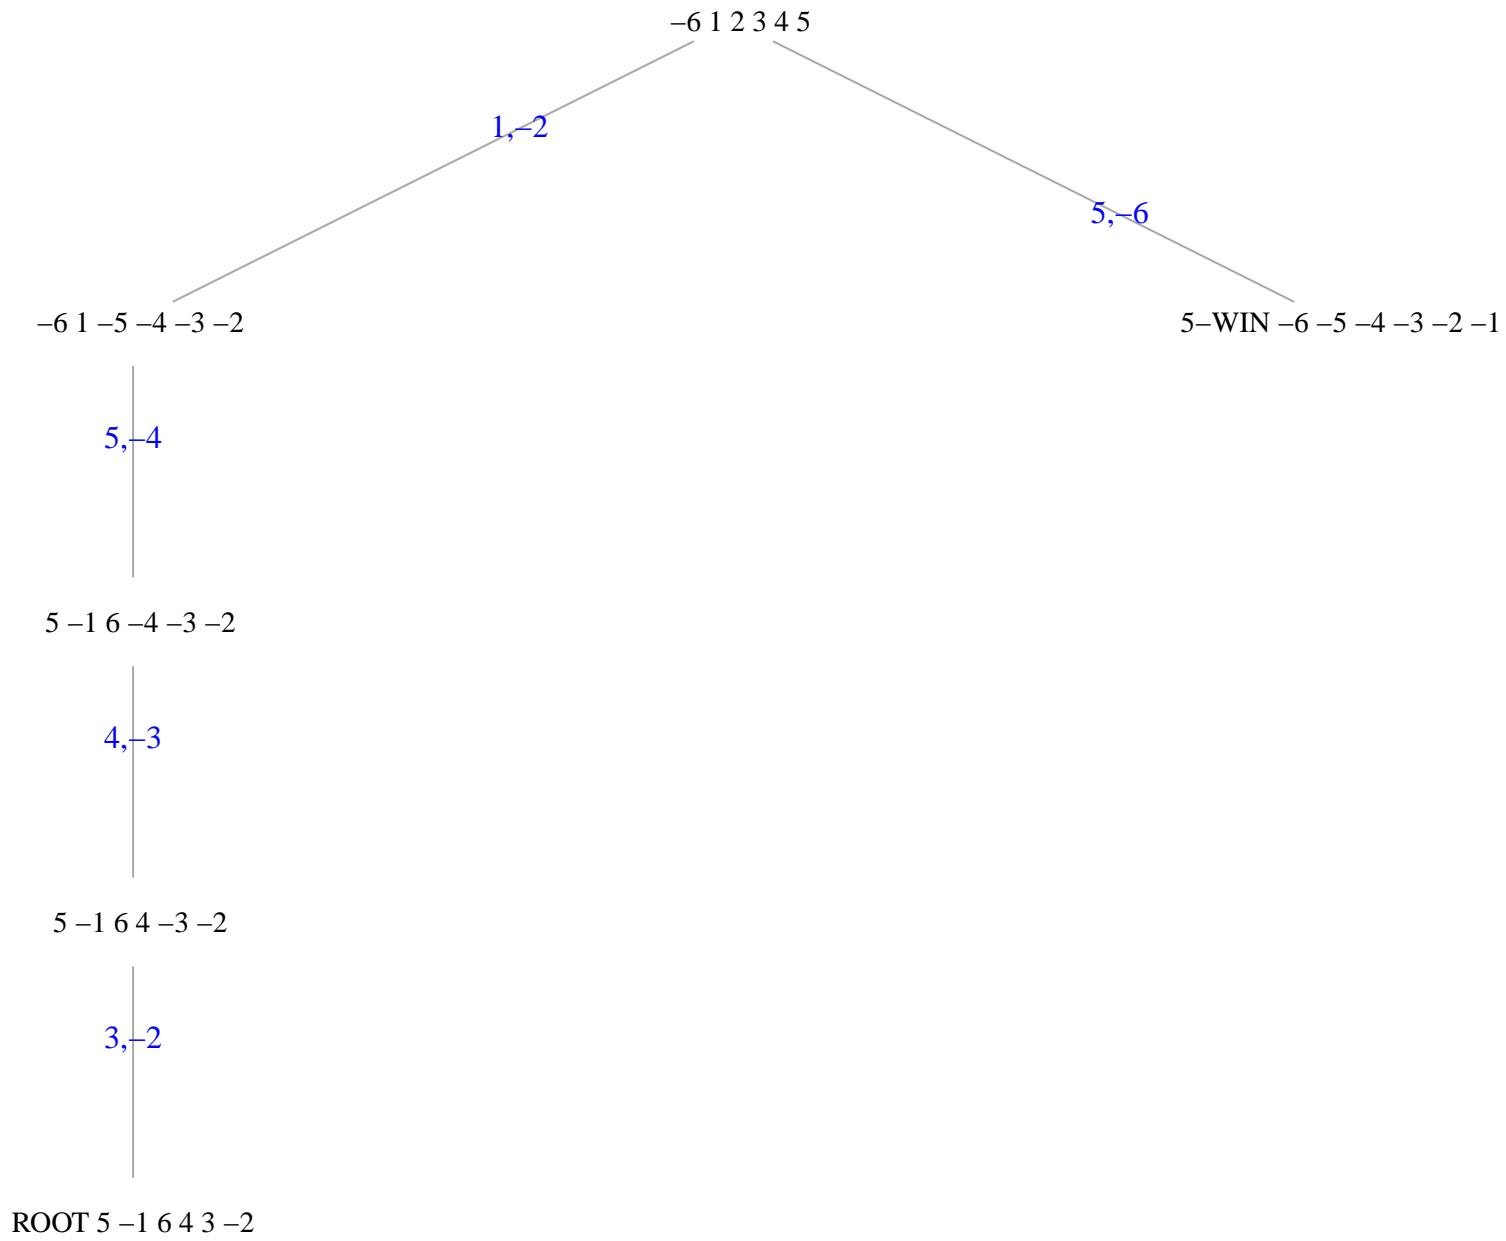 –6 1 2 3 4 5
1,–2
5,–6
–6 1 –5 –4 –3 –2
5–WIN –6 –5 –4 –3 –2 –1
5,–4
5 –1 6 –4 –3 –2
4,–3
5 –1 6 4 –3 –2
3,–2
ROOT 5 –1 6 4 3 –2